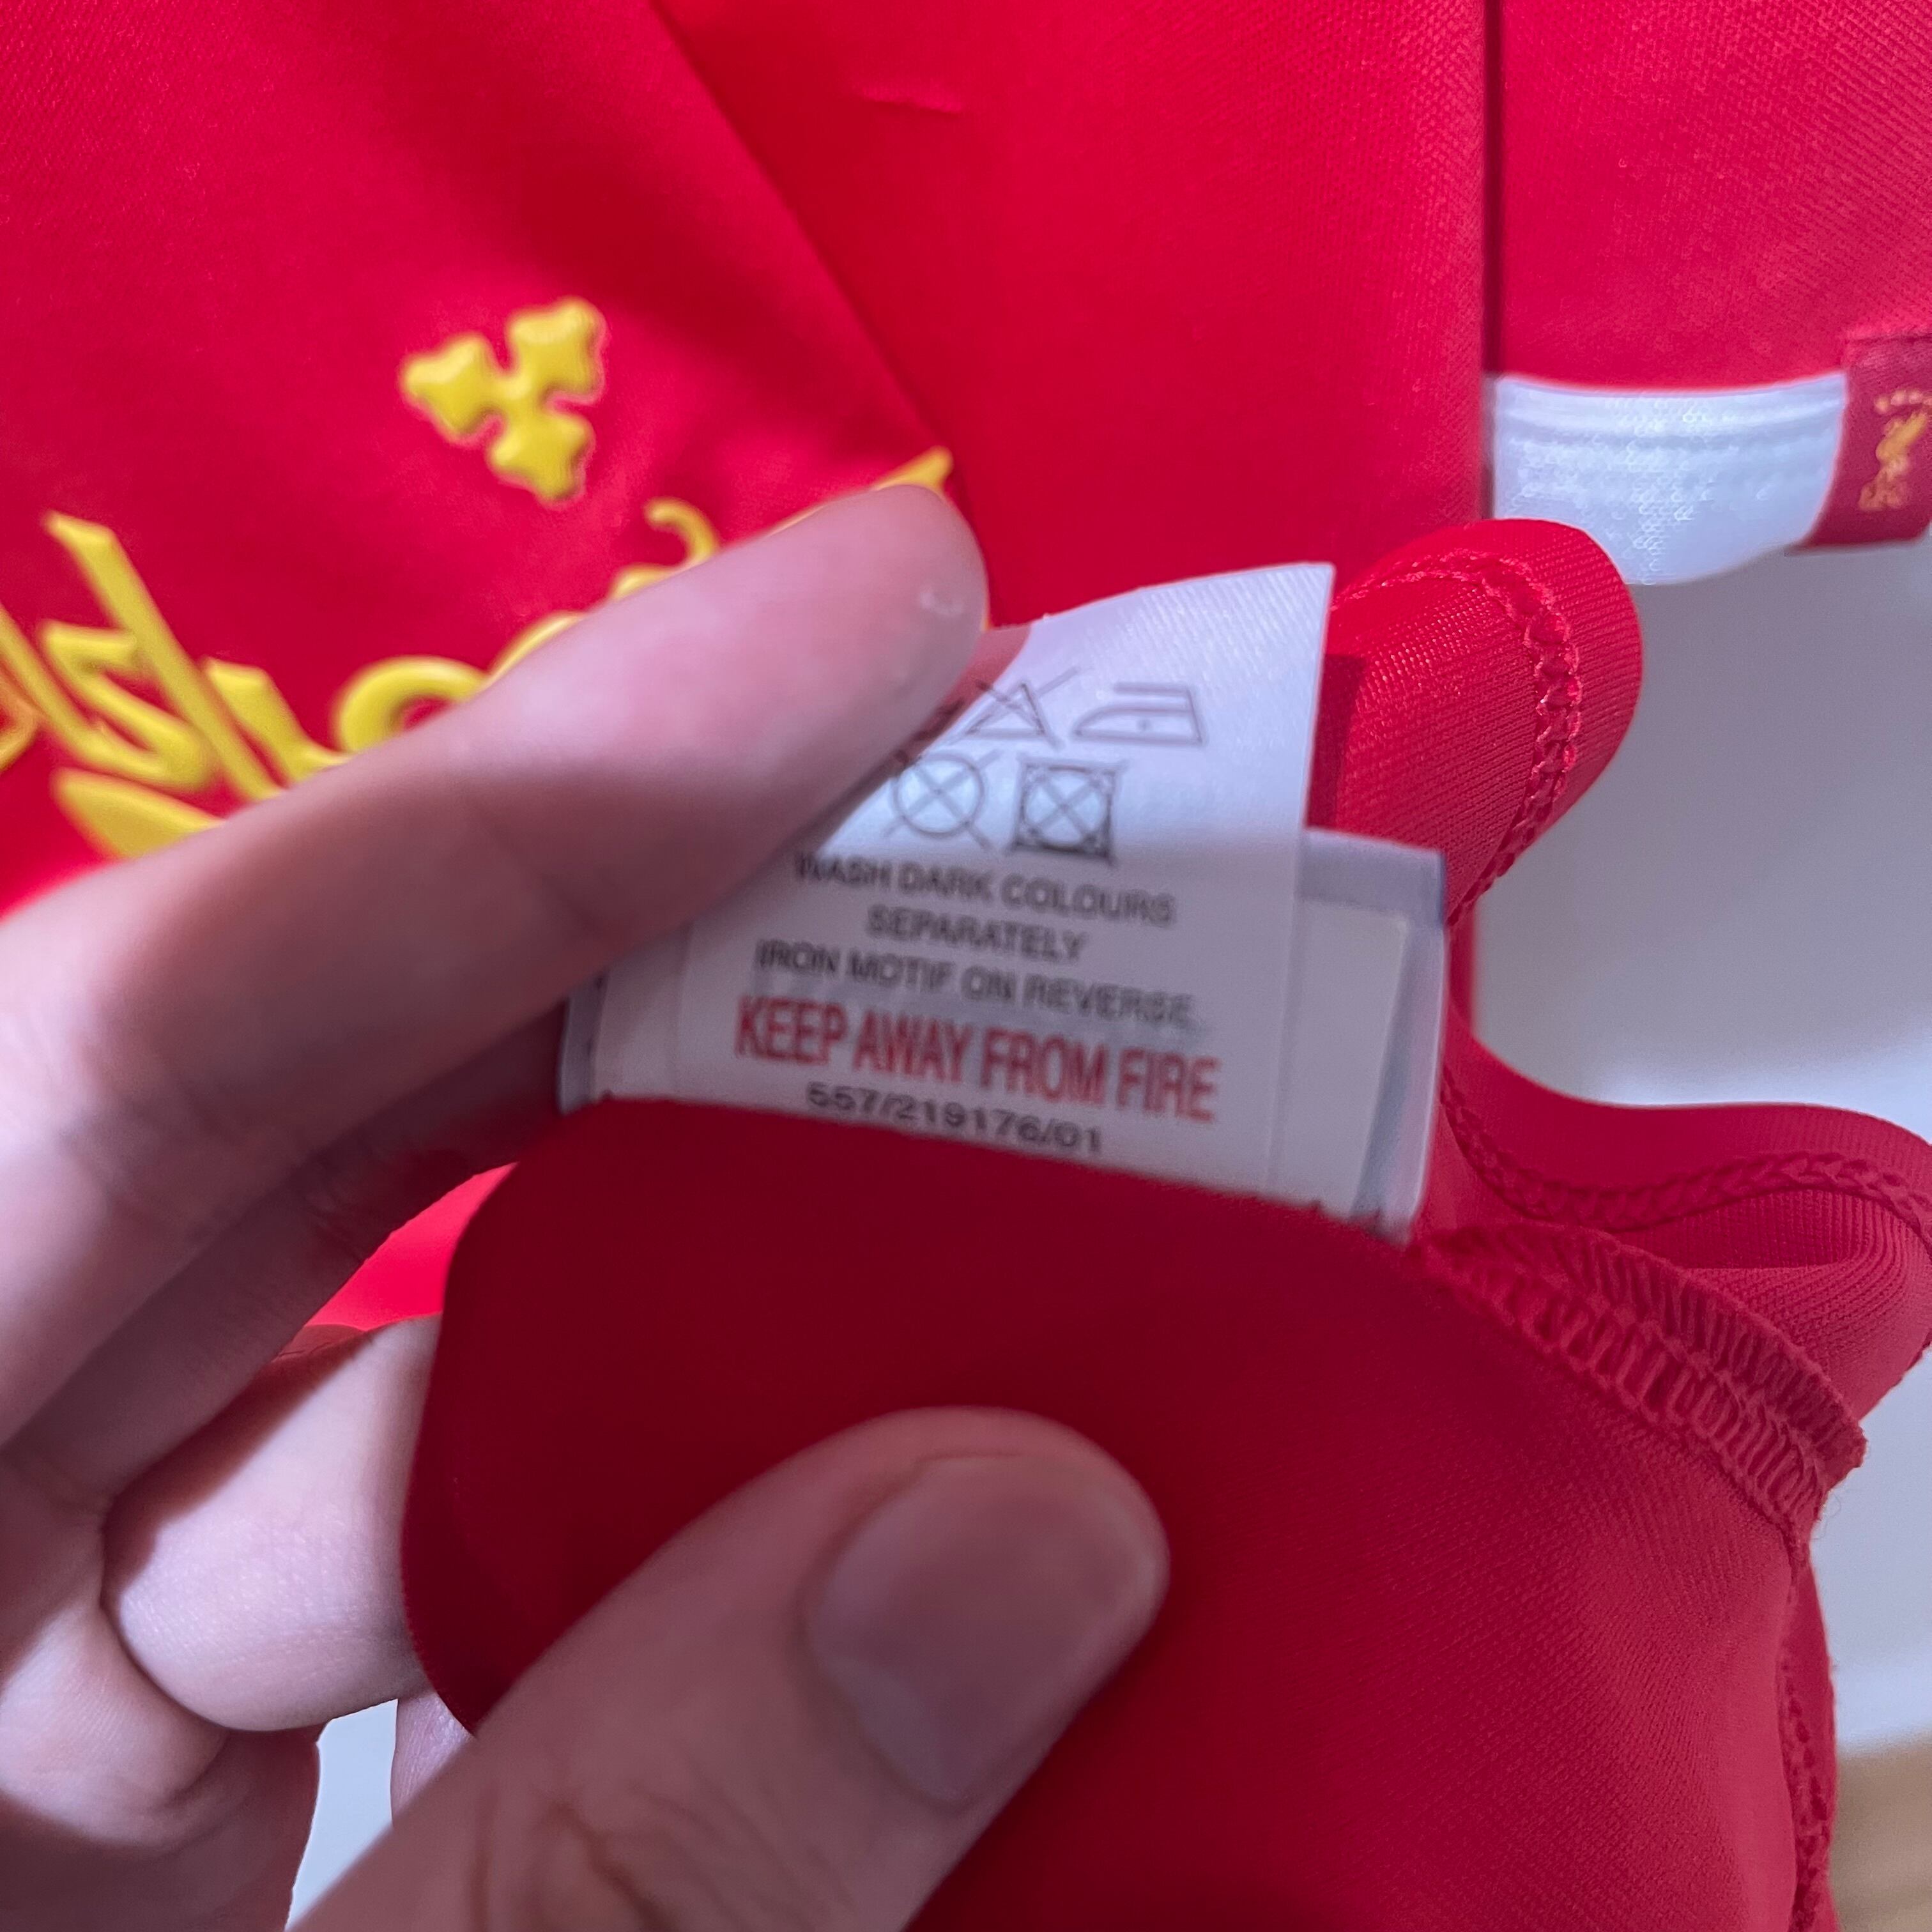 WASH DARK COLOURS
SEPARATELY
IRON MOTIF ON REVERSE
KEEP AWAY FROM FIRE
557/219176/01